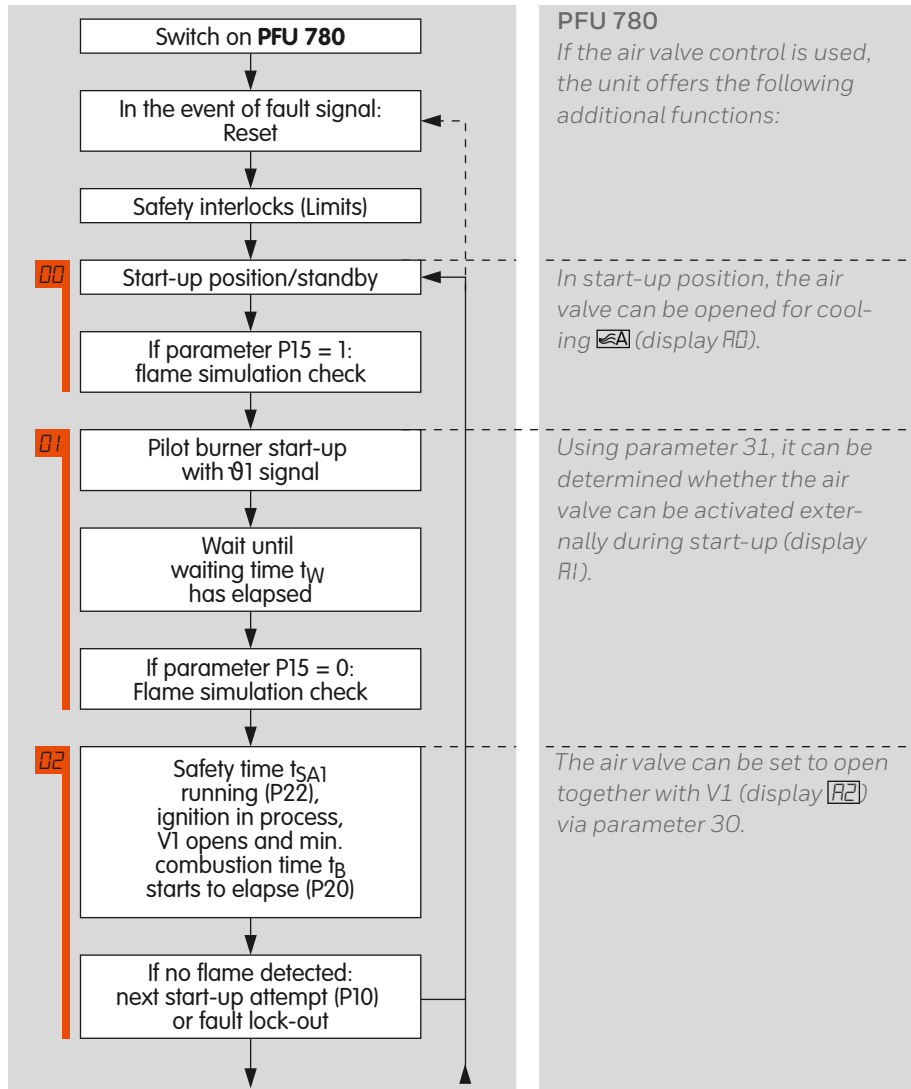 Switch on PFU 780
In the event of fault signal:
Reset
Safety interlocks (Limits)
00
Start-up position/standby
If parameter P15 = 1:
flame simulation check
01
Pilot burner start-up
with ϑ1 signal
Wait until
waiting time tW
has elapsed
If parameter P15 = 0:
Flame simulation check
02
Safety time tSA1
running (P22),
ignition in process,
V1 opens and min.
combustion time tB
starts to elapse (P20)
If no flame detected:
next start-up attempt (P10)
or fault lock-out
PFU 780
If the air valve control is used,
the unit offers the following
additional functions:
In start-up position, the air
valve can be opened for cool-
ing A (display A0).
Using parameter 31, it can be
determined whether the air
valve can be activated exter-
nally during start-up (display
A1).
The air valve can be set to open
together with V1 (display A2)
via parameter 30.